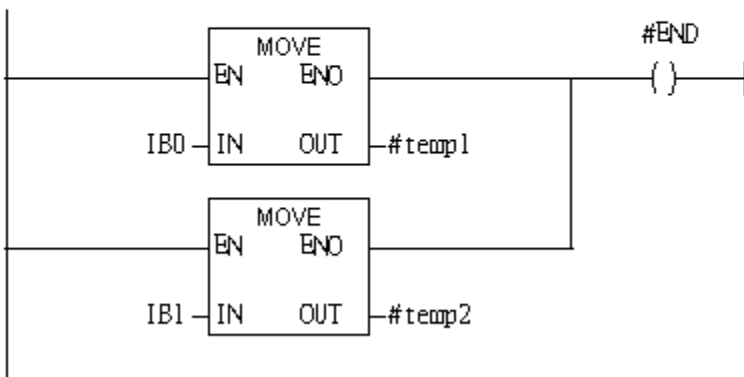 #END
MOVE
EN ENO
IB0 IN OUT #temp1
MOVE
EN ENO
IB1 IN OUT #temp2